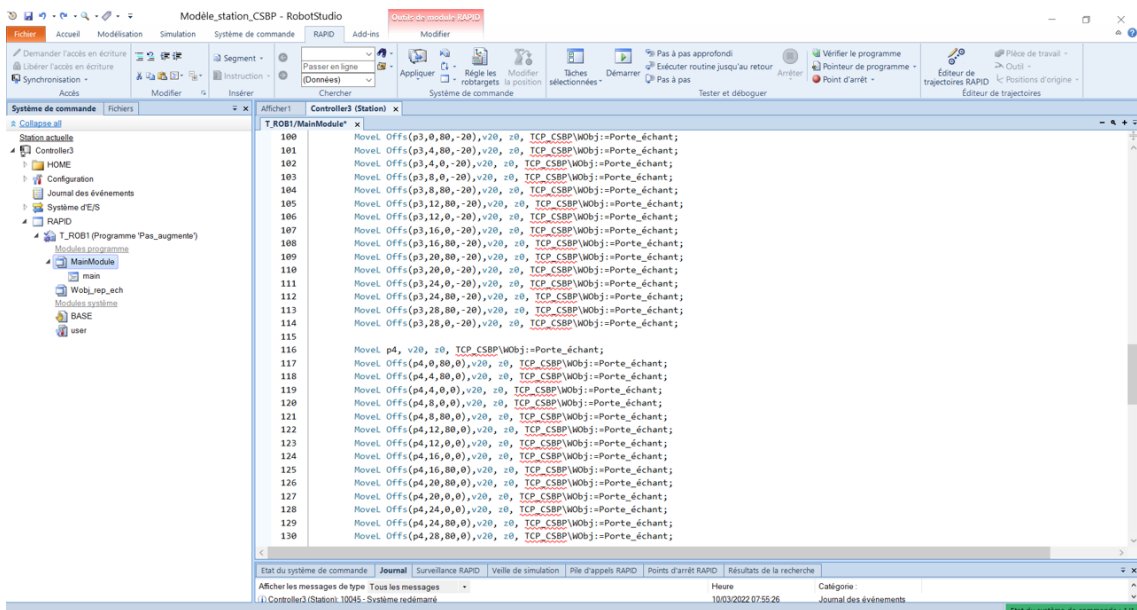 Modèle_station_CSBP - RobotStudio
Outils de module RAPID
Fichier Accueil Modélisation Simulation Système de commande RAPID Add-ins Modifier
Demander l'accès en écriture
Libérer l'accès en écriture
Synchronisation
Accès
Modifier
Segment
Instruction
Insérer
Passer en ligne
(Données)
Chercher
Appliquer
Règle les robtargets
Modifier la position
Système de commande
Tâches sélectionnées
Démarrer
Pas à pas approfondi
Exécuter routine jusqu'au retour
Pas à pas
Arrêter
Vérifier le programme
Pointeur de programme
Point d'arrêt
Tester et déboguer
Éditeur de trajectoires RAPID
Pièce de travail
Outil
Positions d'origine
Éditeur de trajectoires
Système de commande Fichiers
Collapse all
Station actuelle
Controller3
HOME
Configuration
Journal des événements
Système d'E/S
RAPID
T_ROB1 (Programme 'Pas_augmente')
Modules programme
MainModule
main
Wobj_rep_ech
Modules système
BASE
user
Afficher1 Controller3 (Station) x
T_ROB1/MainModule* x
100 MoveL Offs(p3,0,80,-20),v20, z0, TCP_CSBP\WObj:=Porte_échant;
101 MoveL Offs(p3,4,80,-20),v20, z0, TCP_CSBP\WObj:=Porte_échant;
102 MoveL Offs(p3,4,0,-20),v20, z0, TCP_CSBP\WObj:=Porte_échant;
103 MoveL Offs(p3,8,0,-20),v20, z0, TCP_CSBP\WObj:=Porte_échant;
104 MoveL Offs(p3,8,80,-20),v20, z0, TCP_CSBP\WObj:=Porte_échant;
105 MoveL Offs(p3,12,80,-20),v20, z0, TCP_CSBP\WObj:=Porte_échant;
106 MoveL Offs(p3,12,0,-20),v20, z0, TCP_CSBP\WObj:=Porte_échant;
107 MoveL Offs(p3,16,0,-20),v20, z0, TCP_CSBP\WObj:=Porte_échant;
108 MoveL Offs(p3,16,80,-20),v20, z0, TCP_CSBP\WObj:=Porte_échant;
109 MoveL Offs(p3,20,80,-20),v20, z0, TCP_CSBP\WObj:=Porte_échant;
110 MoveL Offs(p3,20,0,-20),v20, z0, TCP_CSBP\WObj:=Porte_échant;
111 MoveL Offs(p3,24,0,-20),v20, z0, TCP_CSBP\WObj:=Porte_échant;
112 MoveL Offs(p3,24,80,-20),v20, z0, TCP_CSBP\WObj:=Porte_échant;
113 MoveL Offs(p3,28,80,-20),v20, z0, TCP_CSBP\WObj:=Porte_échant;
114 MoveL Offs(p3,28,0,-20),v20, z0, TCP_CSBP\WObj:=Porte_échant;
115
116 MoveL p4, v20, z0, TCP_CSBP\WObj:=Porte_échant;
117 MoveL Offs(p4,0,80,0),v20, z0, TCP_CSBP\WObj:=Porte_échant;
118 MoveL Offs(p4,4,80,0),v20, z0, TCP_CSBP\WObj:=Porte_échant;
119 MoveL Offs(p4,4,0,0),v20, z0, TCP_CSBP\WObj:=Porte_échant;
120 MoveL Offs(p4,8,0,0),v20, z0, TCP_CSBP\WObj:=Porte_échant;
121 MoveL Offs(p4,8,80,0),v20, z0, TCP_CSBP\WObj:=Porte_échant;
122 MoveL Offs(p4,12,80,0),v20, z0, TCP_CSBP\WObj:=Porte_échant;
123 MoveL Offs(p4,12,0,0),v20, z0, TCP_CSBP\WObj:=Porte_échant;
124 MoveL Offs(p4,16,0,0),v20, z0, TCP_CSBP\WObj:=Porte_échant;
125 MoveL Offs(p4,16,80,0),v20, z0, TCP_CSBP\WObj:=Porte_échant;
126 MoveL Offs(p4,20,80,0),v20, z0, TCP_CSBP\WObj:=Porte_échant;
127 MoveL Offs(p4,20,0,0),v20, z0, TCP_CSBP\WObj:=Porte_échant;
128 MoveL Offs(p4,24,0,0),v20, z0, TCP_CSBP\WObj:=Porte_échant;
129 MoveL Offs(p4,24,80,0),v20, z0, TCP_CSBP\WObj:=Porte_échant;
130 MoveL Offs(p4,28,80,0),v20, z0, TCP_CSBP\WObj:=Porte_échant;
Etat du système de commande Journal Surveillance RAPID Veille de simulation Pile d'appels RAPID Points d'arrêt RAPID Résultats de la recherche
Afficher les messages de type Tous les messages Heure Catégorie :
Controller3 (Station): 10045 - Système redémarré 10/03/2022 07:55:26 Journal des événements